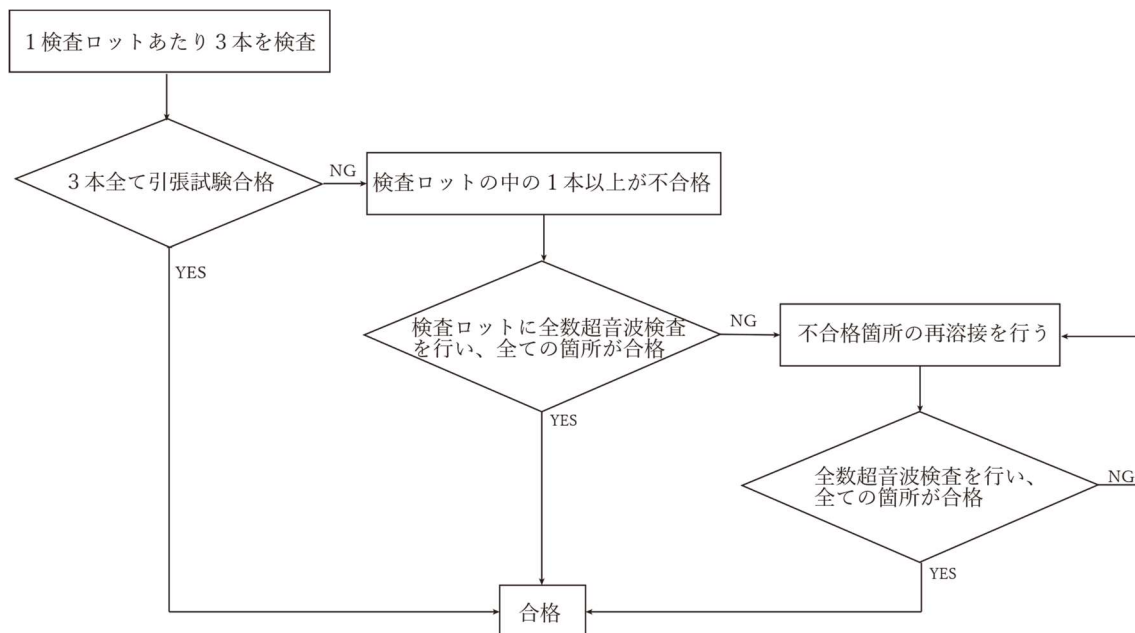 １検査ロットあたり３本を検査
３本全て引張試験合格
NG
検査ロットの中の１本以上が不合格
YES
検査ロットに全数超音波検査
を行い、全ての箇所が合格
NG
不合格箇所の再溶接を行う
YES
全数超音波検査を行い、
全ての箇所が合格
NG
YES
合格